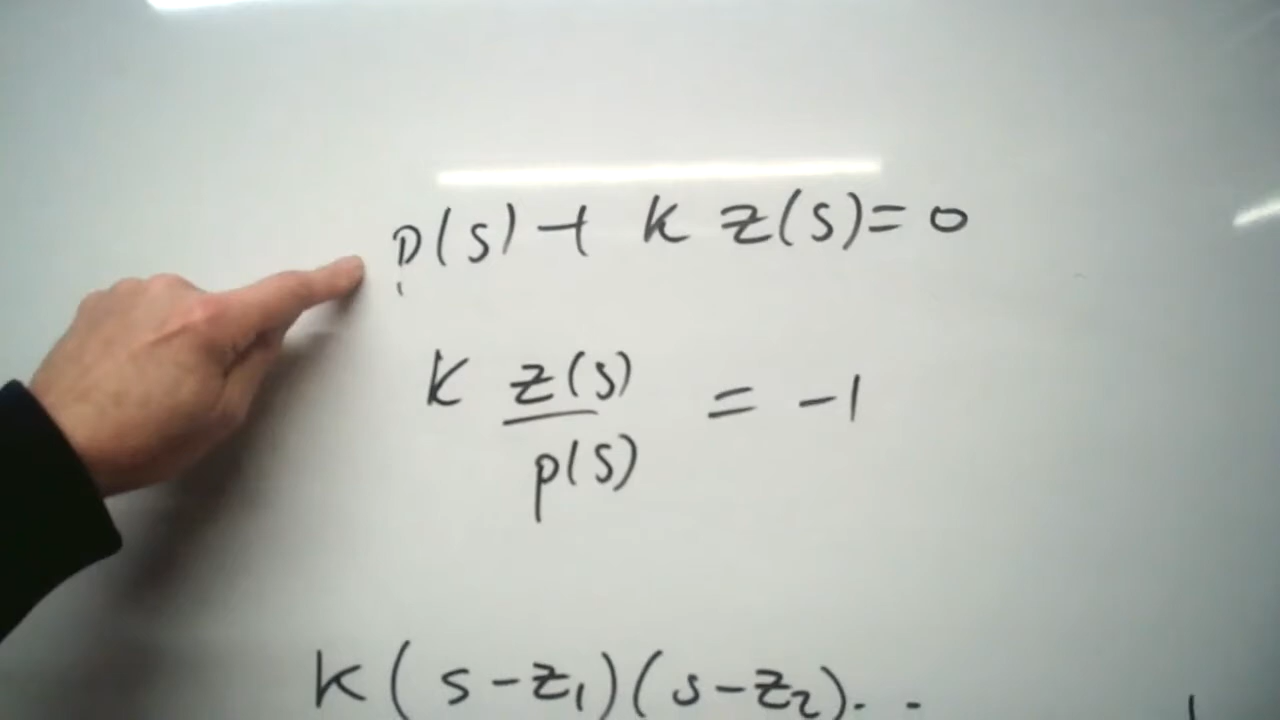 p(s) + k z(s) = 0
k z(s)
p(s) = -1
k(s-z1)(s-z2)...